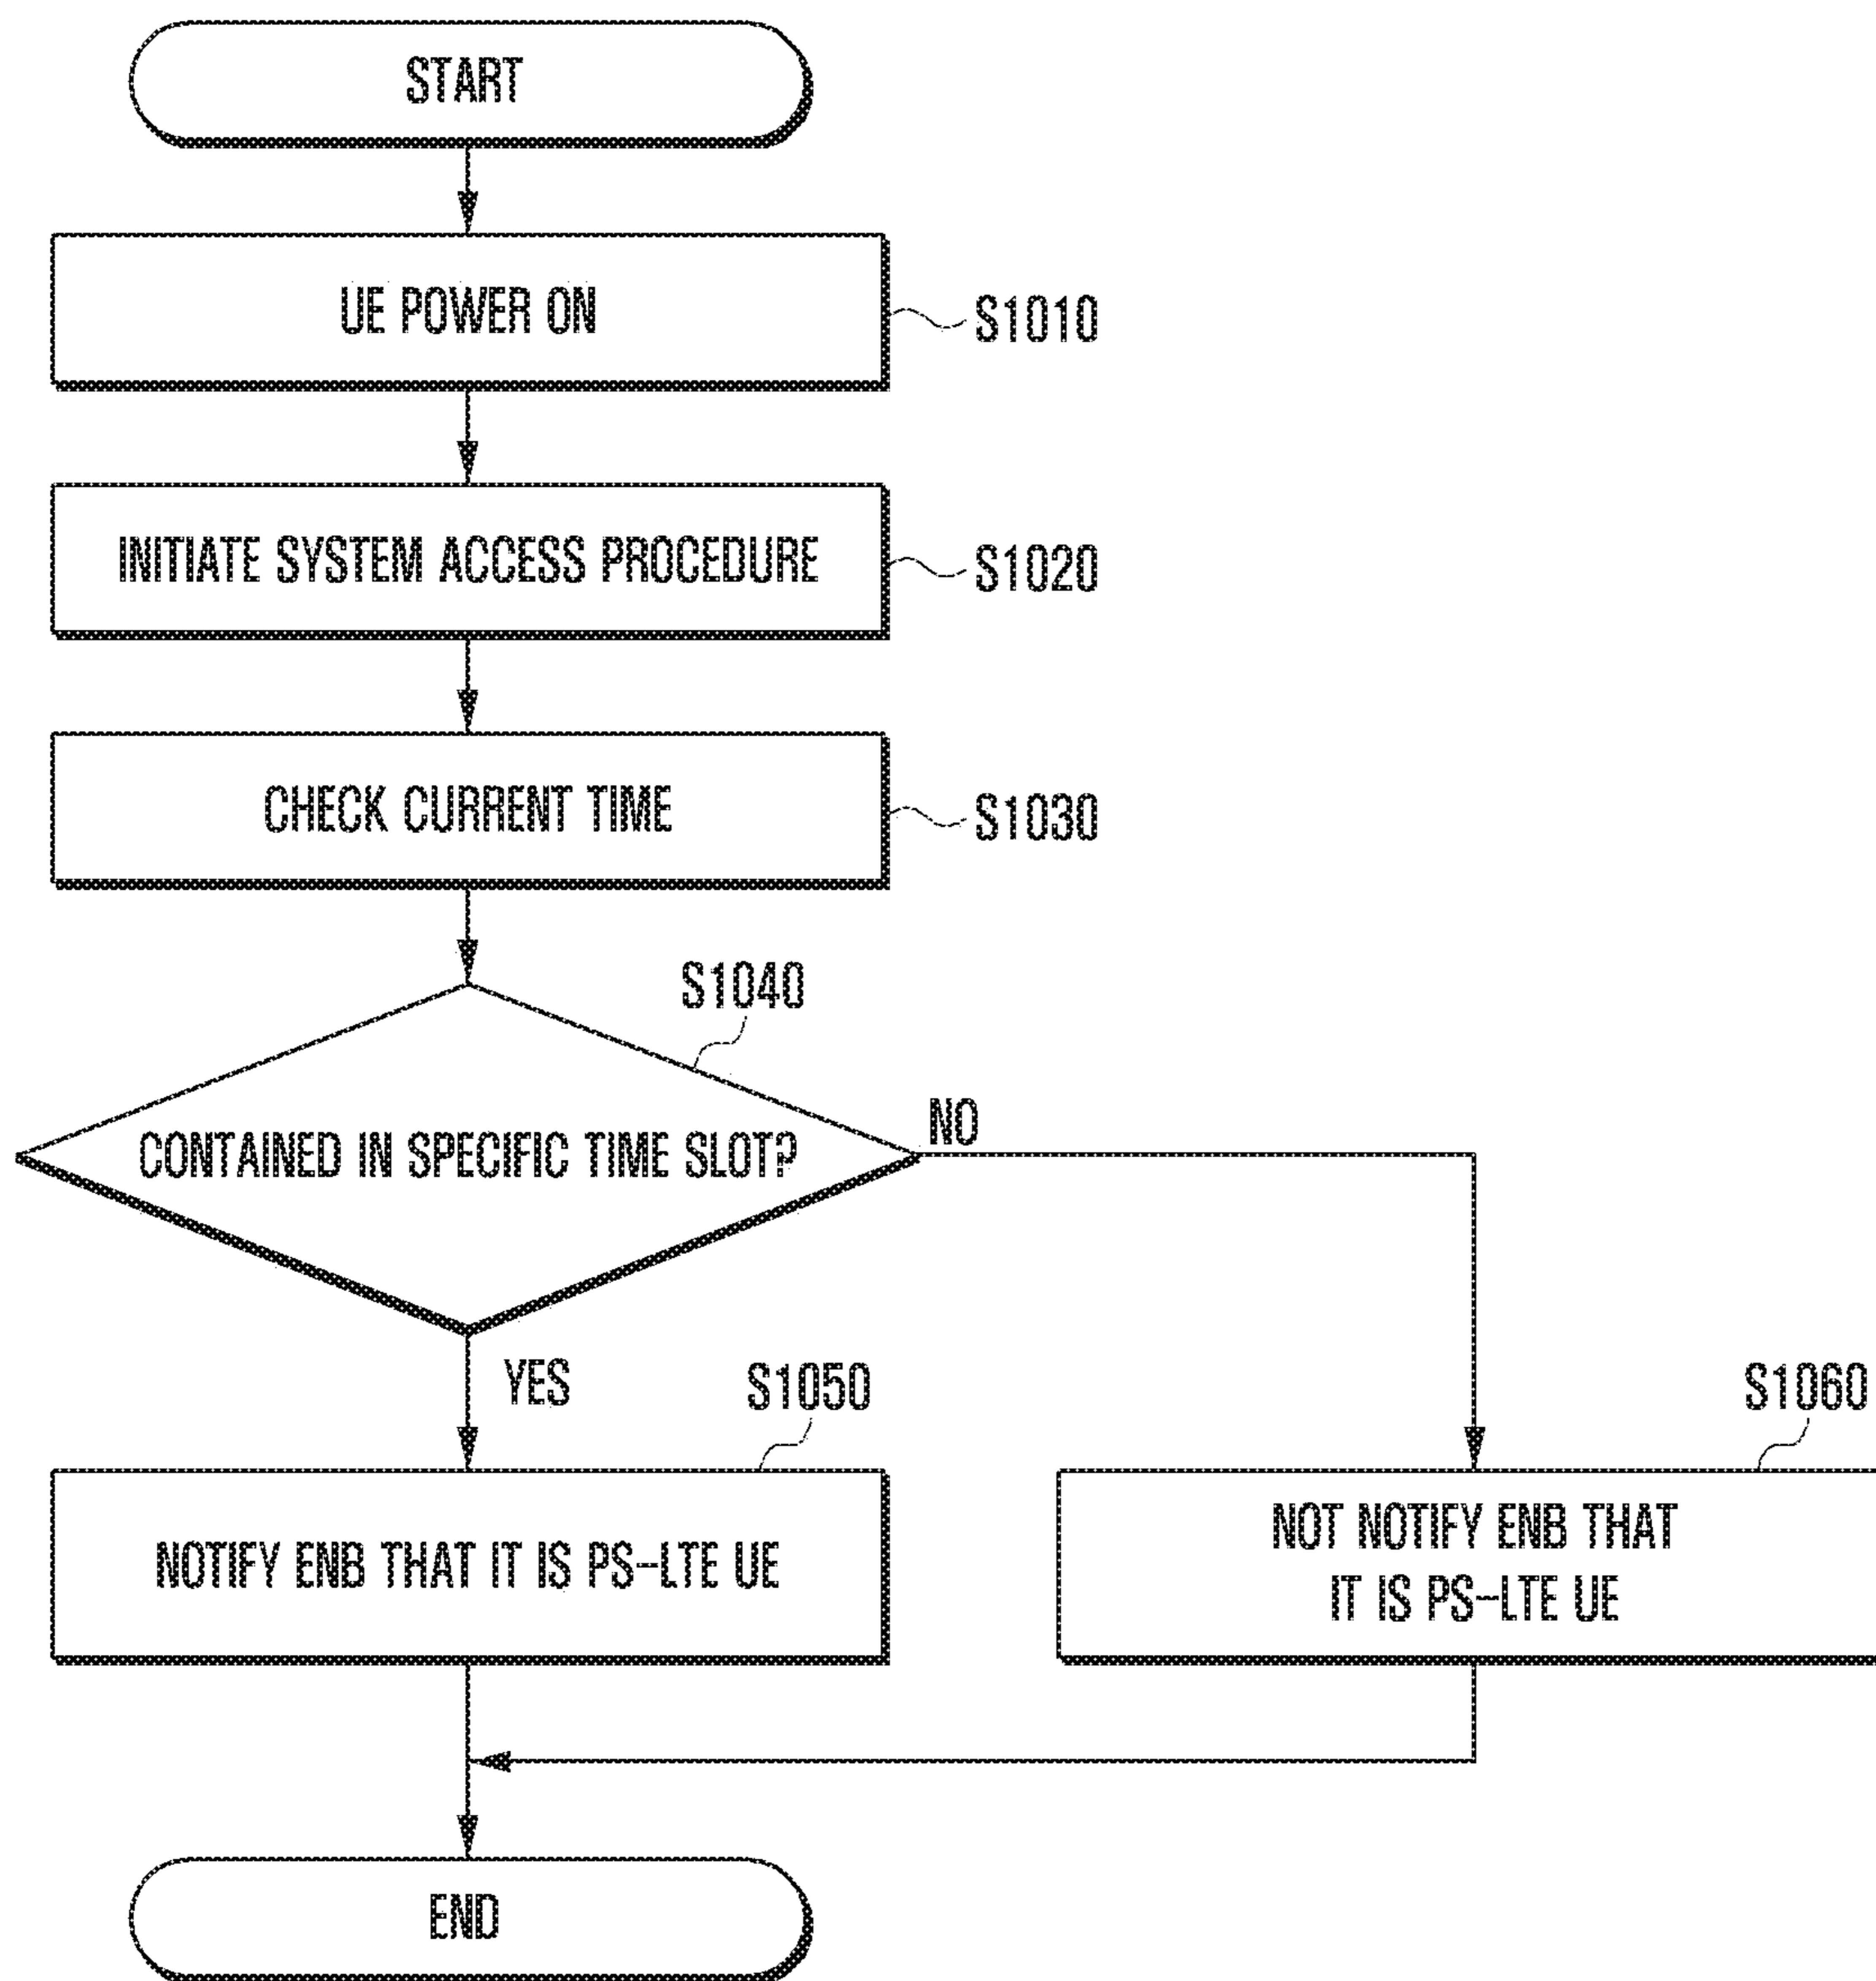 START
UE POWER ON
S1010
INITIATE SYSTEM ACCESS PROCEDURE
S1020
CHECK CURRENT TIME
S1030
S1040
CONTAINED IN SPECIFIC TIME SLOT?
NO
YES
S1050
S1060
NOTIFY ENB THAT IT IS PS-LTE UE
NOT NOTIFY ENB THAT
IT IS PS-LTE UE
END